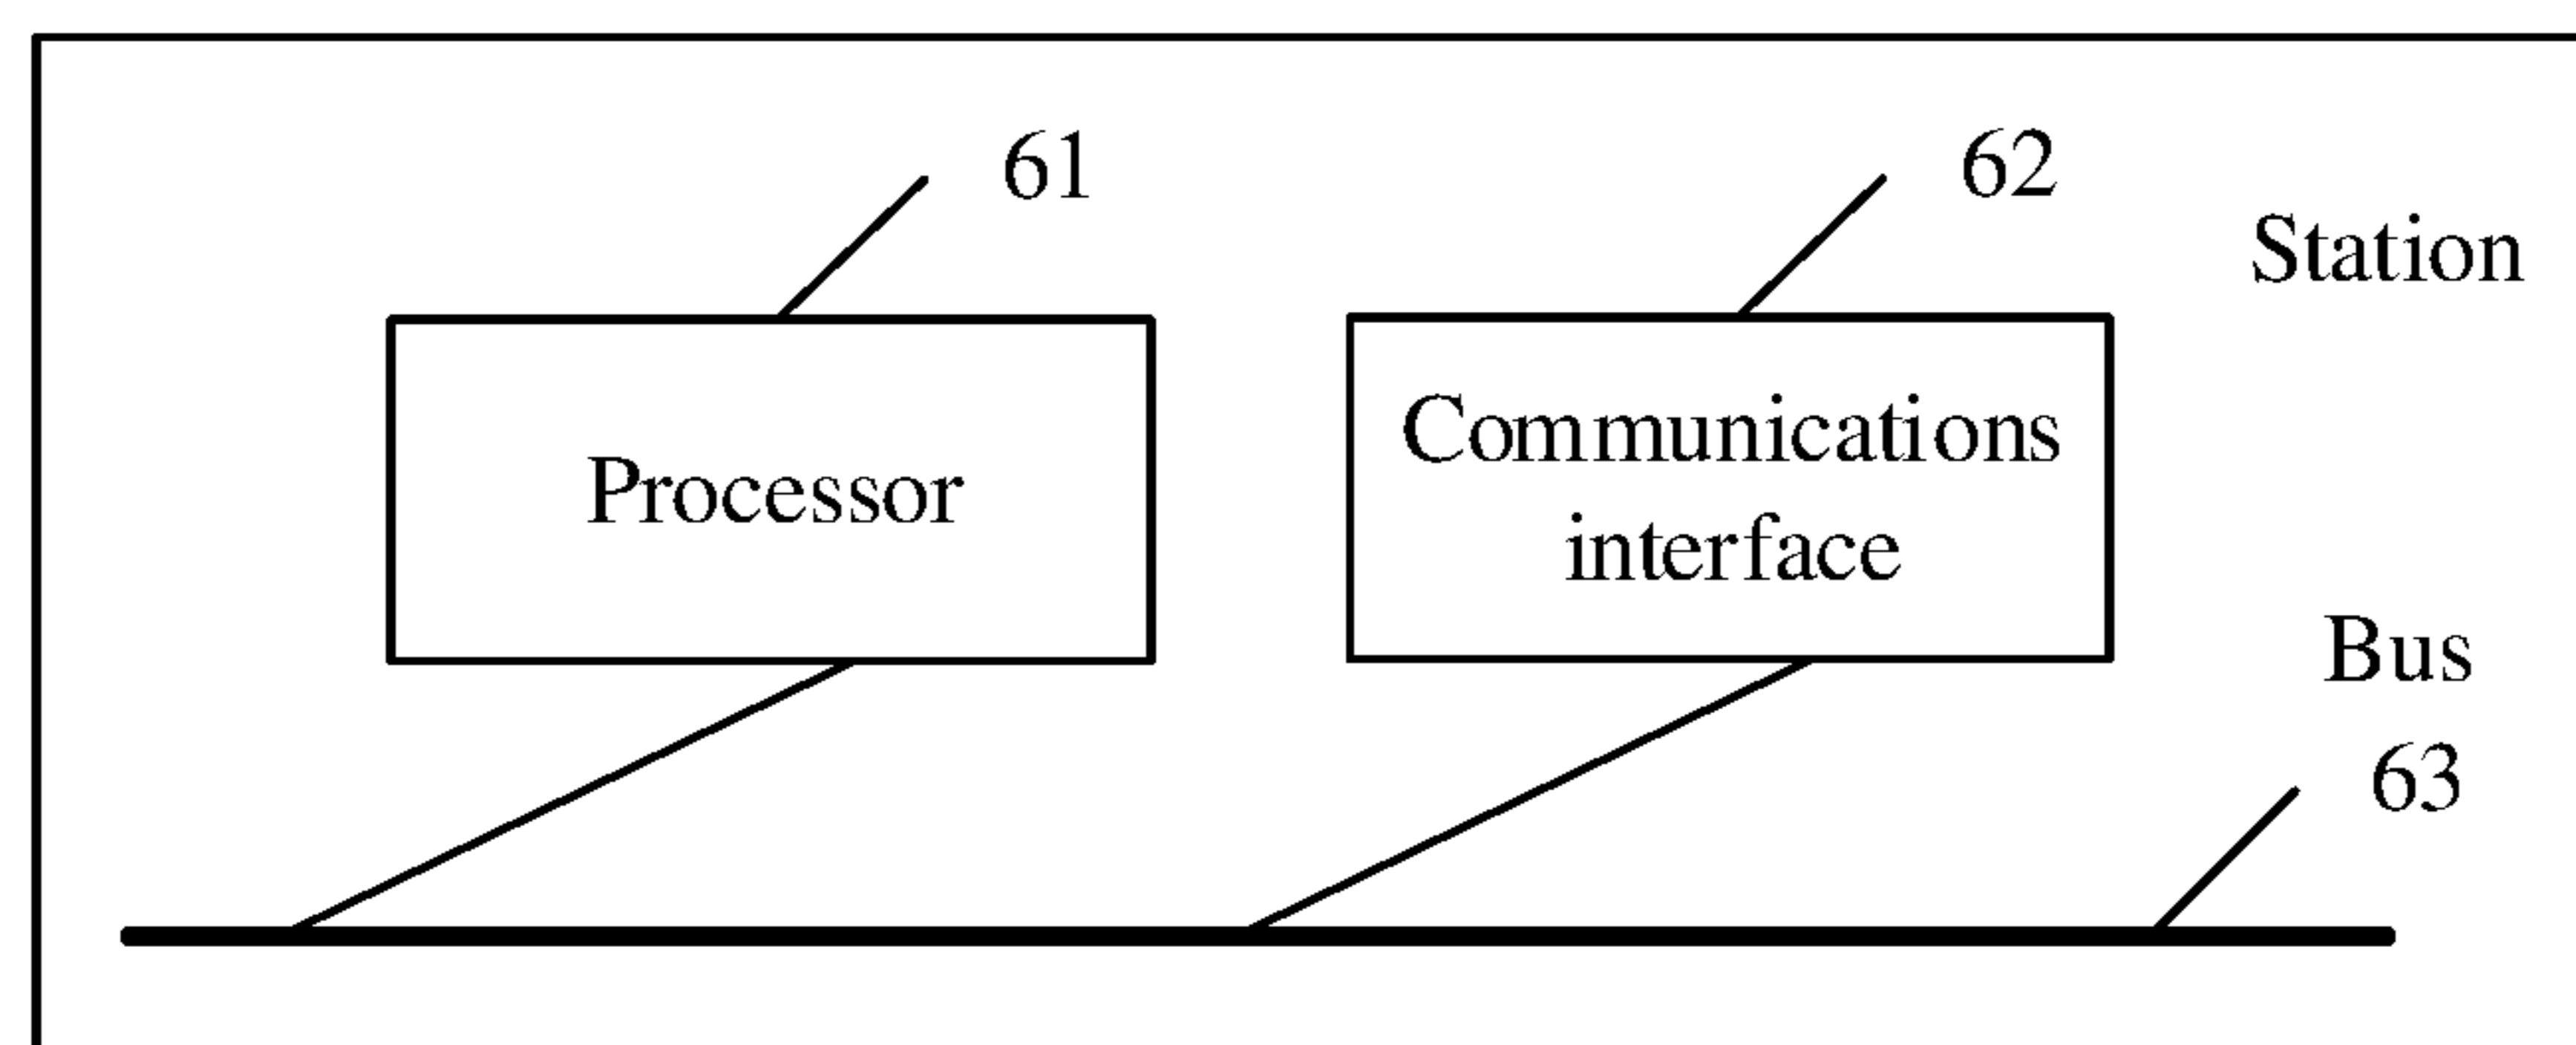 61
62
Station
Processor
Communications
interface
Bus
63